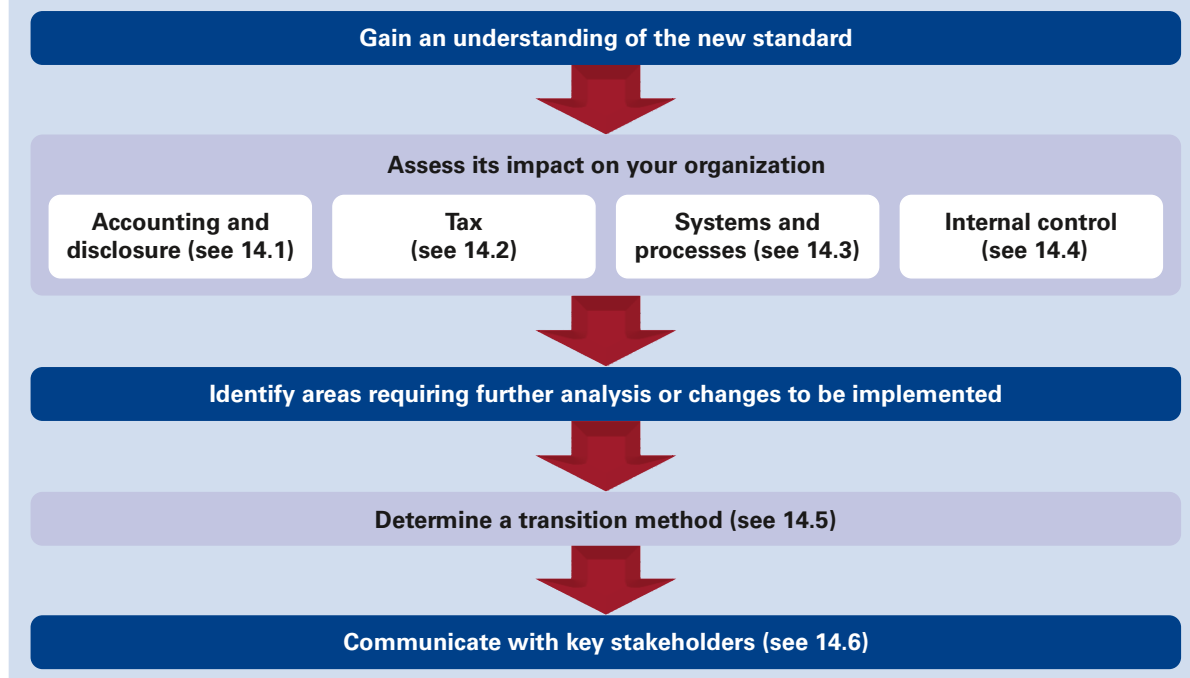 Gain an understanding of the new standard
Assess its impact on your organization
Accounting and
disclosure (see 14.1)
Tax
(see 14.2)
Systems and
processes (see 14.3)
Internal control
(see 14.4)
Identify areas requiring further analysis or changes to be implemented
Determine a transition method (see 14.5)
Communicate with key stakeholders (see 14.6)